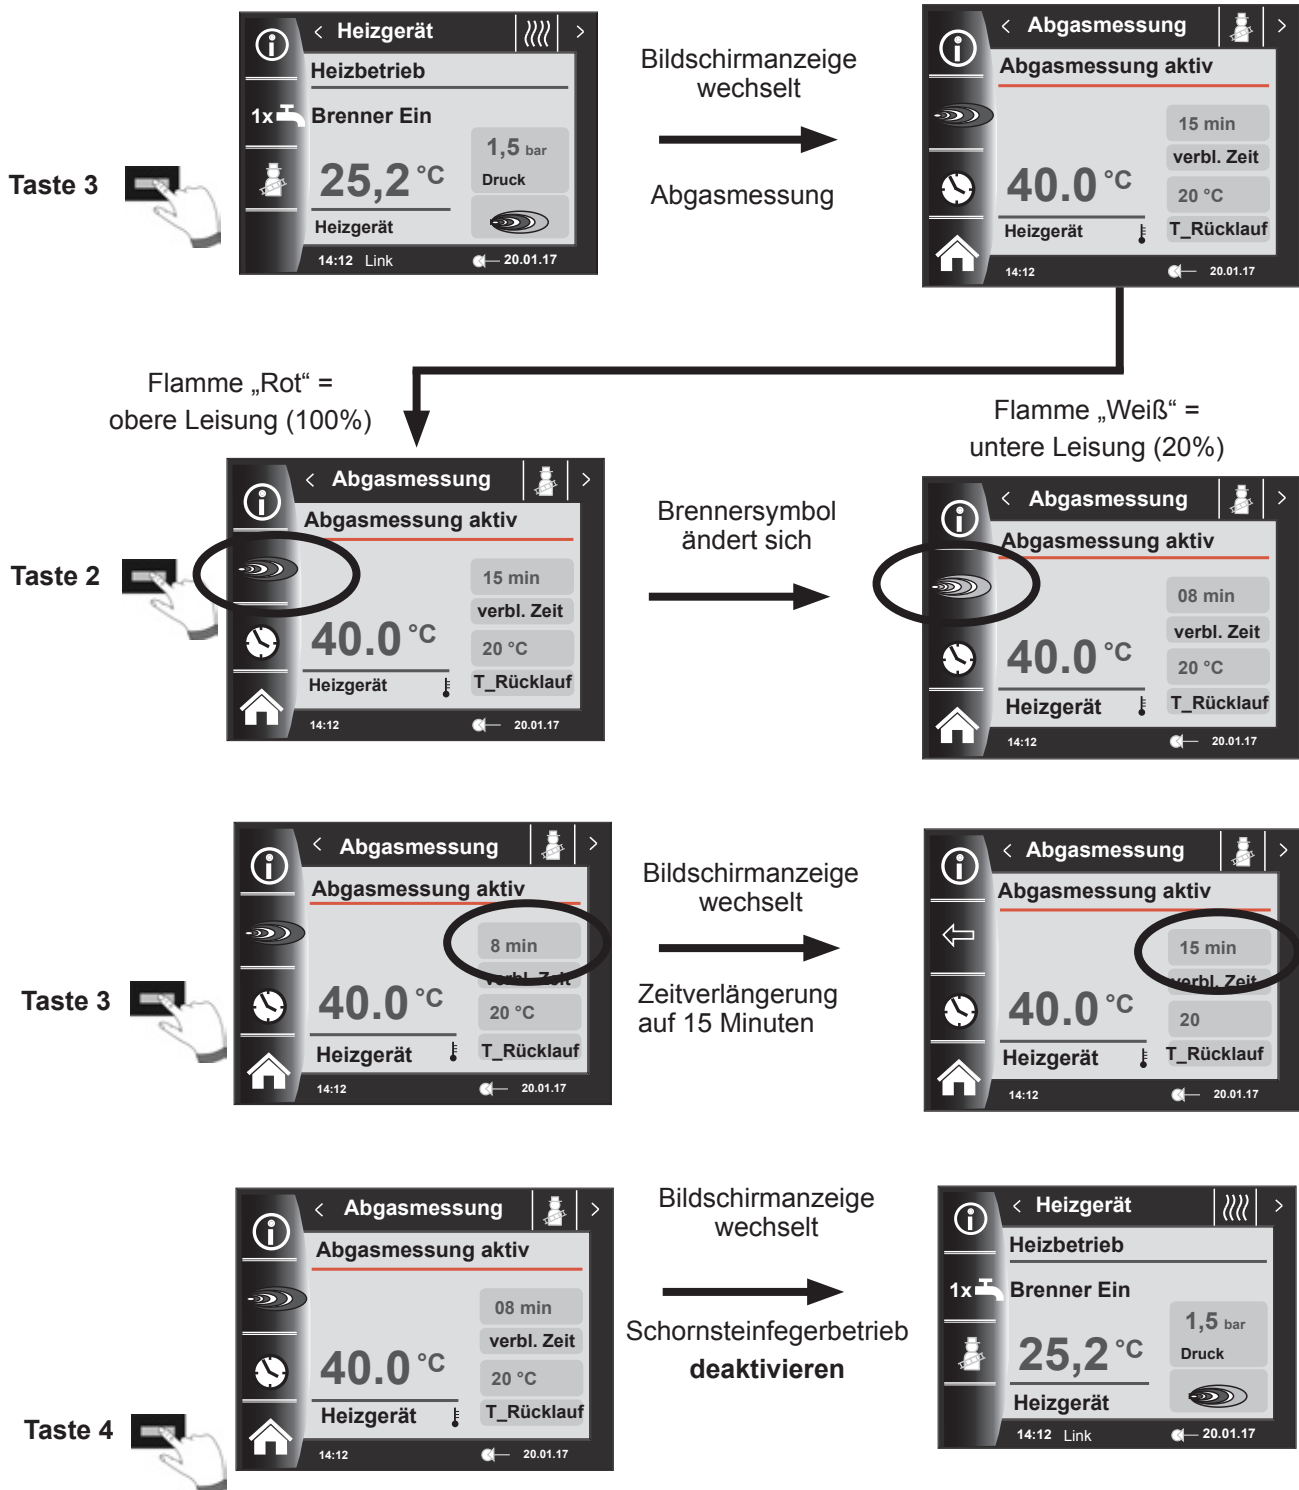 Taste 3
< Heizgerät >
Heizbetrieb
1x Brenner Ein
1,5 bar
Druck
25,2 °C
Heizgerät
14:12 Link 20.01.17
Bildschirmanzeige
wechselt
Abgasmessung
< Abgasmessung >
Abgasmessung aktiv
15 min
verbl. Zeit
40.0 °C
20 °C
Heizgerät
T_Rücklauf
14:12 20.01.17
Flamme „Rot“ =
obere Leisung (100%)
Flamme „Weiß“ =
untere Leisung (20%)
Taste 2
< Abgasmessung >
Abgasmessung aktiv
15 min
verbl. Zeit
40.0 °C
20 °C
Heizgerät
T_Rücklauf
14:12 20.01.17
Brennersymbol
ändert sich
< Abgasmessung >
Abgasmessung aktiv
08 min
verbl. Zeit
40.0 °C
20 °C
Heizgerät
T_Rücklauf
14:12 20.01.17
Taste 3
< Abgasmessung >
Abgasmessung aktiv
8 min
verbl. Zeit
40.0 °C
20 °C
Heizgerät
T_Rücklauf
14:12 20.01.17
Bildschirmanzeige
wechselt
Zeitverlängerung
auf 15 Minuten
< Abgasmessung >
Abgasmessung aktiv
15 min
verbl. Zeit
40.0 °C
20
Heizgerät
T_Rücklauf
14:12 20.01.17
Taste 4
< Abgasmessung >
Abgasmessung aktiv
08 min
verbl. Zeit
40.0 °C
20 °C
Heizgerät
T_Rücklauf
14:12 20.01.17
Bildschirmanzeige
wechselt
Schornsteinfegerbetrieb
deaktivieren
< Heizgerät >
Heizbetrieb
1x Brenner Ein
1,5 bar
Druck
25,2 °C
Heizgerät
14:12 Link 20.01.17